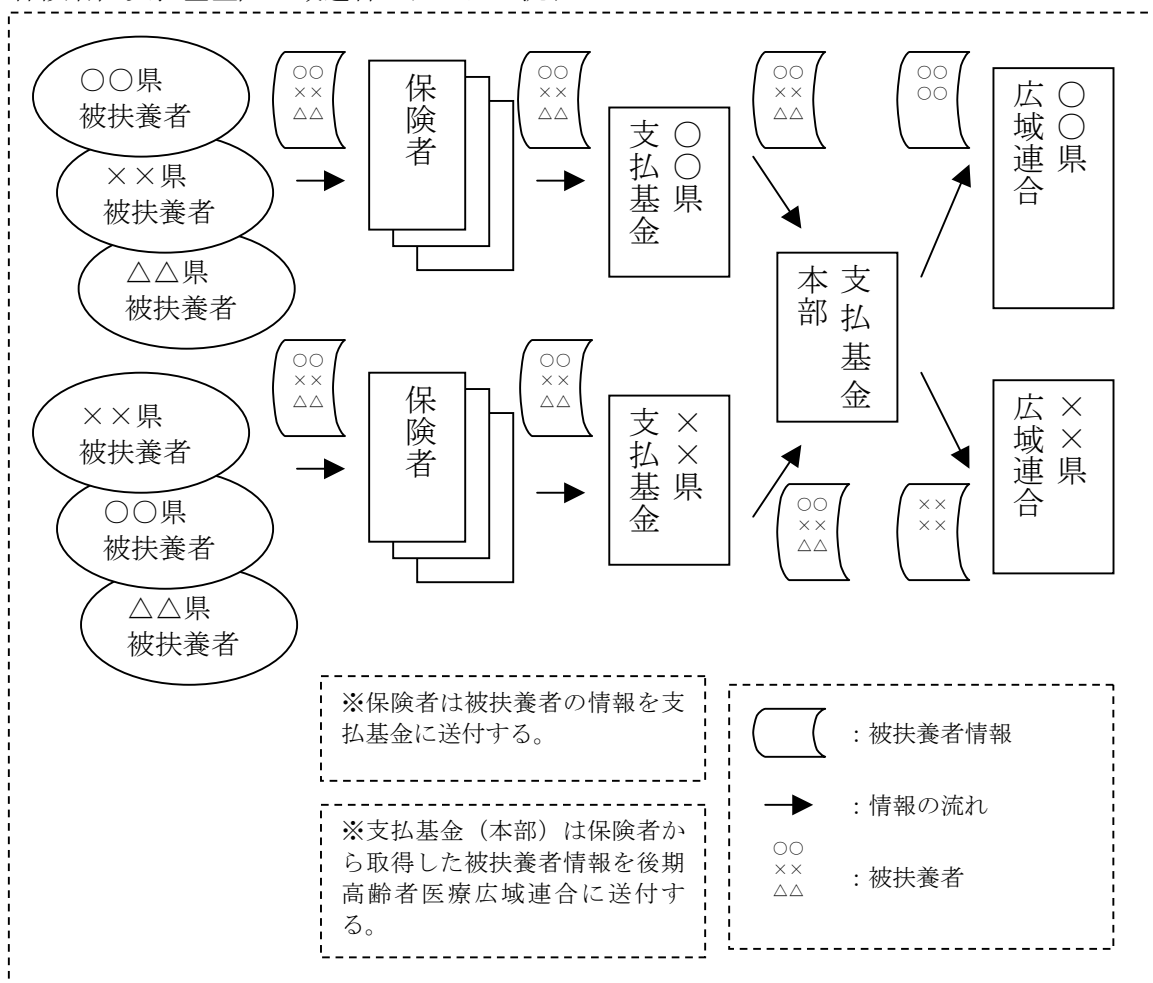 ○○県
被扶養者
××県
被扶養者
△△県
被扶養者
○○
××
△△
保険者
○○
××
△△
○○県
支払基金
○○
××
△△
支払基金
本部
○○
○○
○○県
広域連合
××県
被扶養者
○○県
被扶養者
△△県
被扶養者
○○
××
△△
保険者
○○
××
△△
××県
支払基金
○○
××
△△
××
××
××県
広域連合
※保険者は被扶養者の情報を支
払基金に送付する。
※支払基金（本部）は保険者か
ら取得した被扶養者情報を後期
高齢者医療広域連合に送付す
る。
：被扶養者情報
：情報の流れ
○○
××
△△
：被扶養者